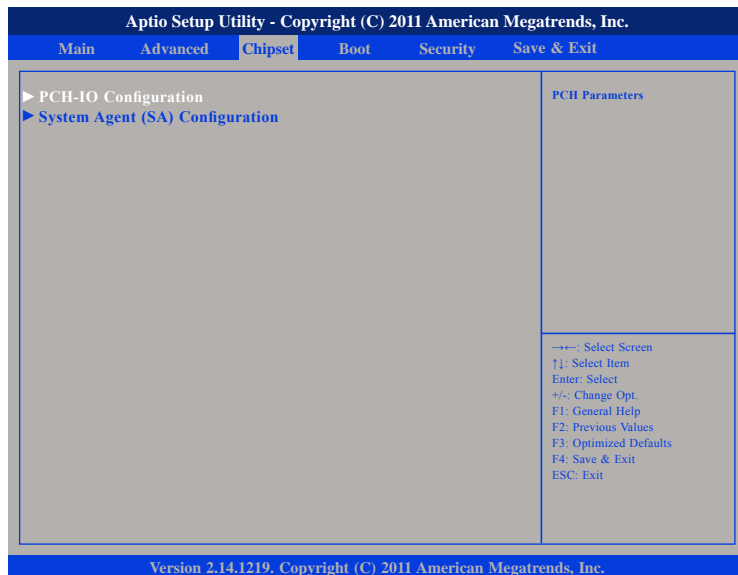 Aptio Setup Utility - Copyright (C) 2011 American Megatrends, Inc.
Main Advanced Chipset Boot Security Save & Exit
► PCH-IO Configuration
► System Agent (SA) Configuration
PCH Parameters
→←: Select Screen
↑↓: Select Item
Enter: Select
+/-: Change Opt.
F1: General Help
F2: Previous Values
F3: Optimized Defaults
F4: Save & Exit
ESC: Exit
Version 2.14.1219. Copyright (C) 2011 American Megatrends, Inc.